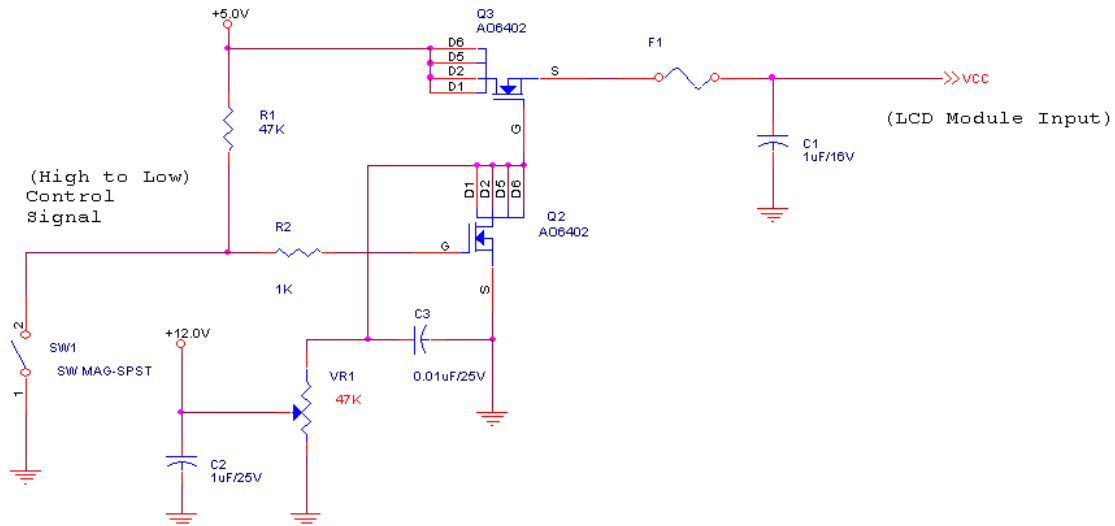 +5.0V
Q3
AO6402
D6
D5
D2
D1
S
G
F1
VCC
(LCD Module Input)
R1
47K
C1
1uF/16V
(High to Low)
Control
Signal
D1
D2
D5
D6
Q2
AO6402
R2
1K
G
S
C3
0.01uF/25V
+12.0V
2
SW1
SW MAG-SPST
1
VR1
47K
C2
1uF/25V